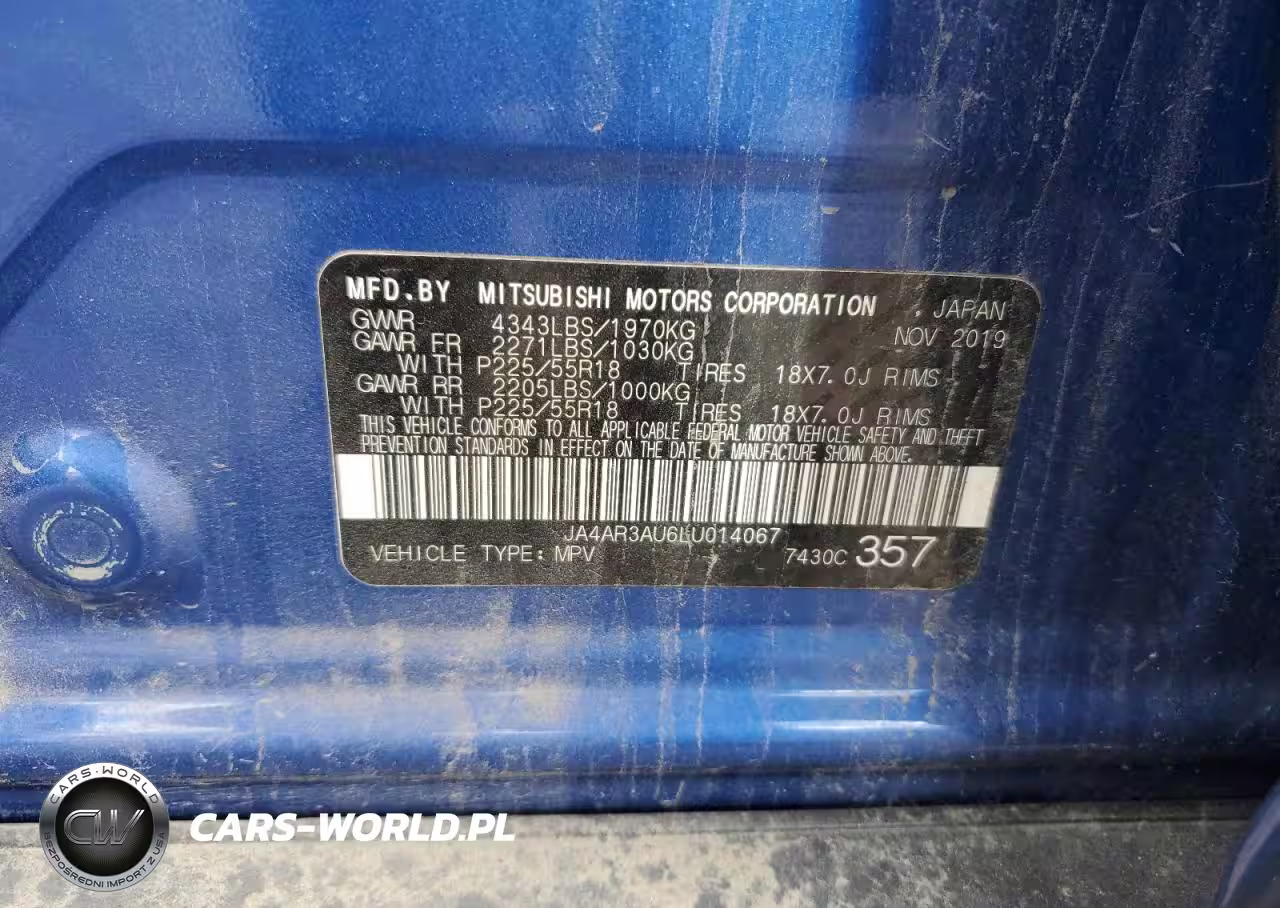 MFD.BY MITSUBISHI MOTORS CORPORATION . JAPAN
GVWR 4343LBS/1970KG NOV 2019
GAWR FR 2271LBS/1030KG
WITH P225/55R18 TIRES 18X7.0J RIMS
GAWR RR 2205LBS/1000KG
WITH P225/55R18 TIRES 18X7.0J RIMS
THIS VEHICLE CONFORMS TO ALL APPLICABLE FEDERAL MOTOR VEHICLE SAFETY AND THEFT
PREVENTION STANDARDS IN EFFECT ON THE DATE OF MANUFACTURE SHOWN ABOVE.
JA4AR3AU6LU014067
VEHICLE TYPE: MPV 7430C 357
CARS-WORLD
CW
BEZPOŚREDNI IMPORT Z USA
CARS-WORLD.PL